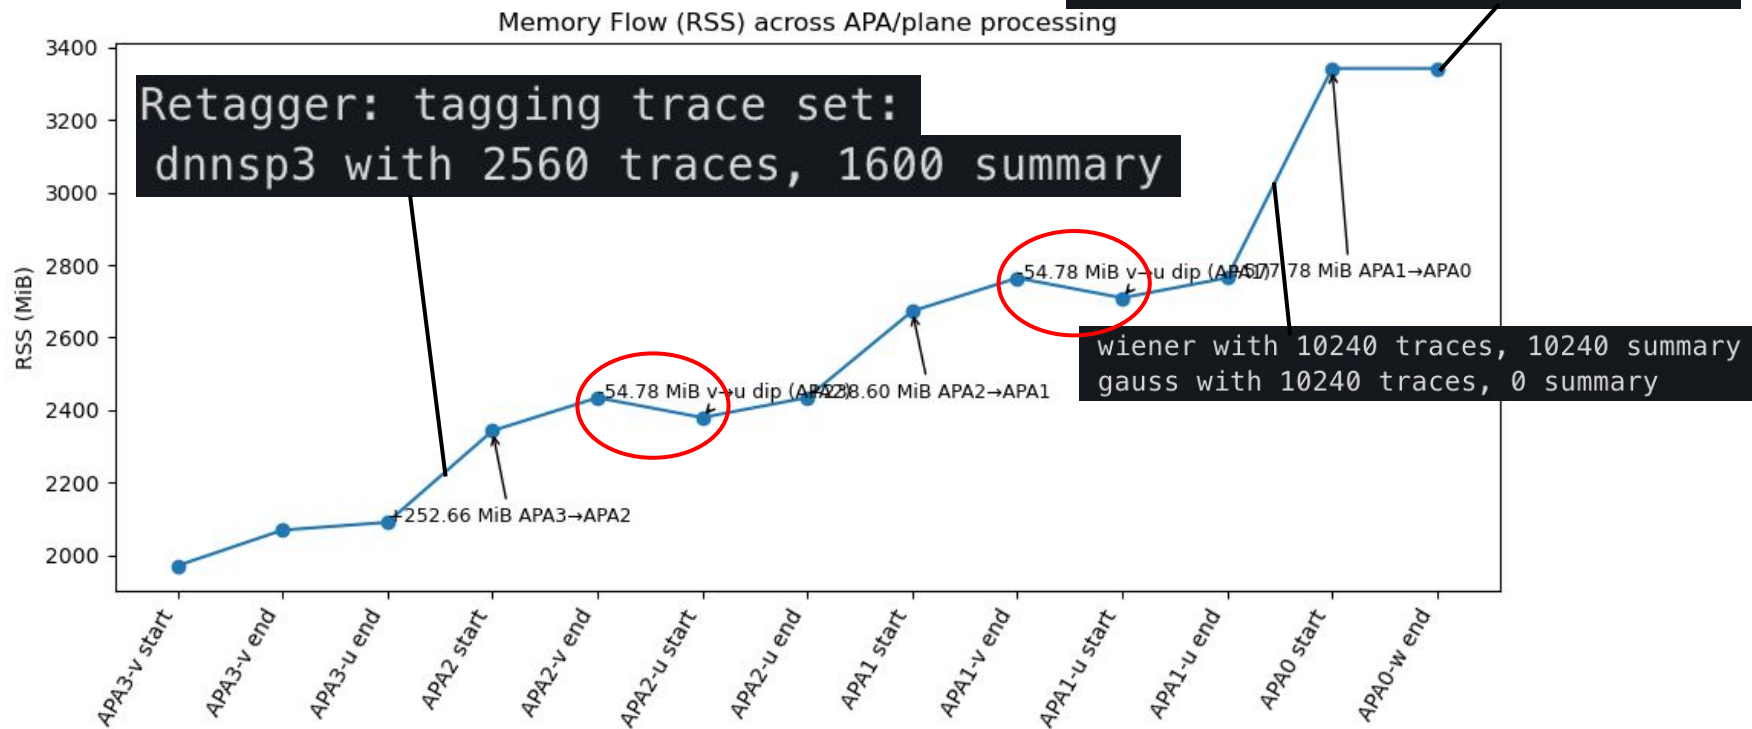 Memory Flow (RSS) across APA/plane processing
3400
3200
3000
2800
2600
2400
2200
2000
RSS (MiB)
Retagger: tagging trace set:
dnnsp3 with 2560 traces, 1600 summary
-54.78 MiB v→u dip (APA1)
577.78 MiB APA1→APA0
wiener with 10240 traces, 10240 summary
gauss with 10240 traces, 0 summary
-54.78 MiB v→u dip (APA2)
+238.60 MiB APA2→APA1
+252.66 MiB APA3→APA2
APA3-v start
APA3-v end
APA3-u end
APA2 start
APA2-v end
APA2-u start
APA2-u end
APA1 start
APA1-v end
APA1-u start
APA1-u end
APA0 start
APA0-w end